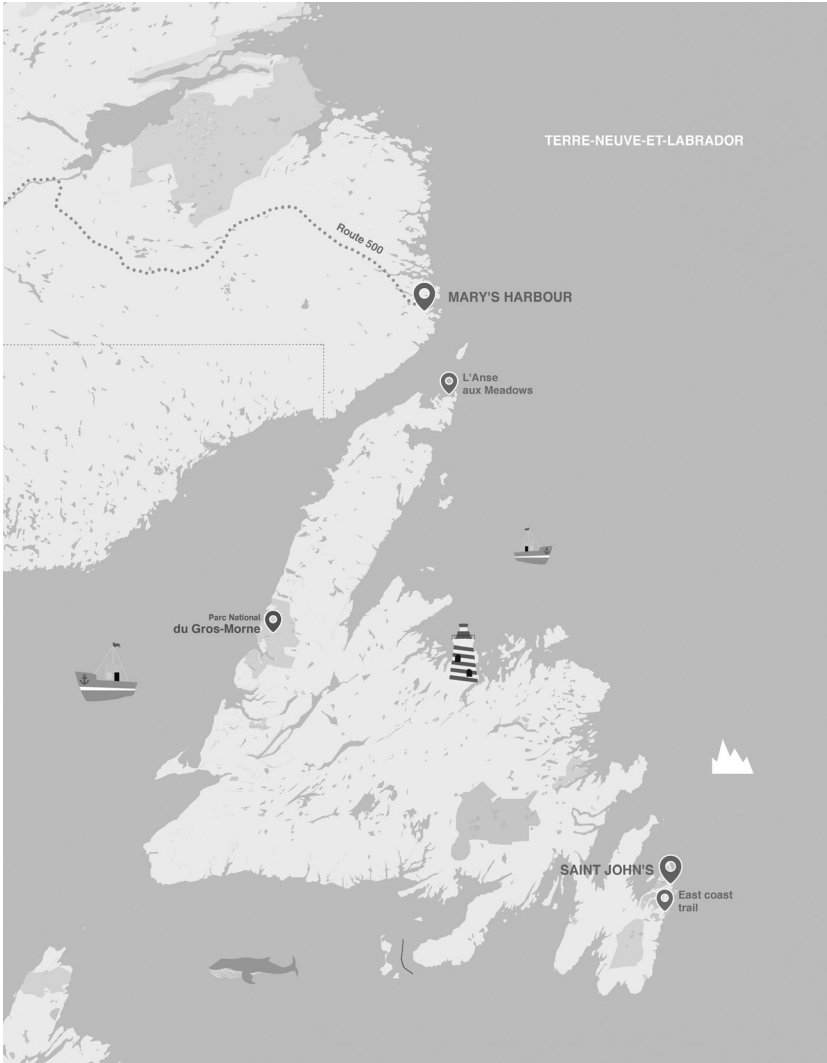 TERRE-NEUVE-ET-LABRADOR
Route 500
MARY'S HARBOUR
L'Anse
aux Meadows
Parc National
du Gros-Morne
SAINT JOHN'S
East coast
trail